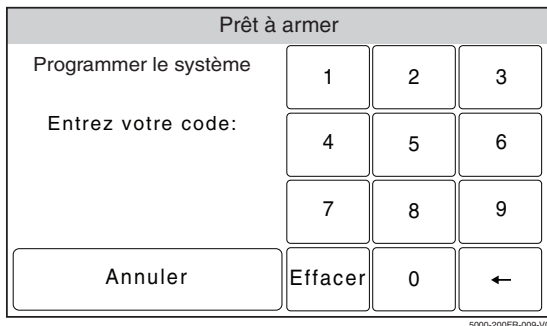 Prêt à armer
Programmer le système
Entrez votre code:
1 2 3
4 5 6
7 8 9
Annuler Effacer 0 ←